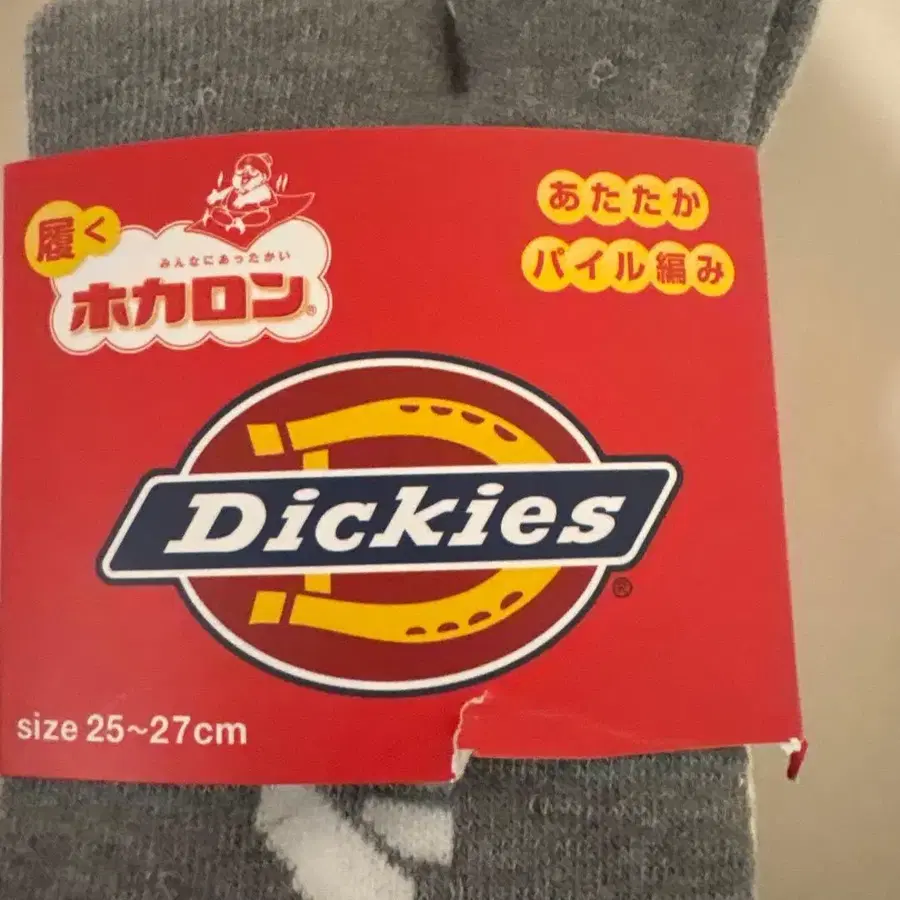 履く
みんなにあったかい
ホカロン®
あたたか
パイル編み
Dickies
®
size 25~27cm